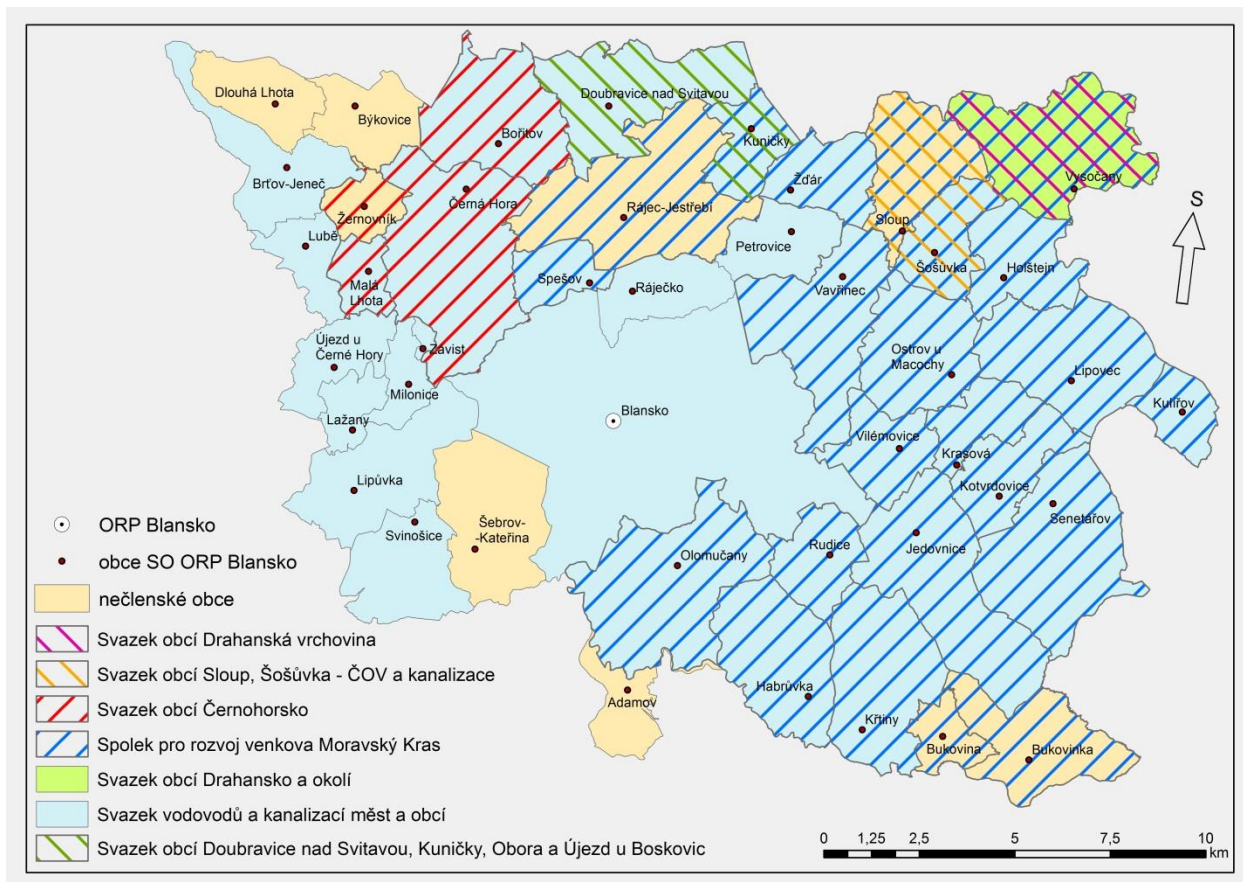 Dlouhá Lhota
Býkovice
Doubravice nad Svitavou
Bořitov
Kuničky
Brťov-Jeneč
Žďár
Vysočany
S
Žernovník
Černá Hora
Rájec-Jestřebí
Sloup
Lubě
Petrovice
Šošůvka
Malá
Lhota
Spešov
Ráječko
Vavřinec
Holštein
Újezd u
Černé Hory
Závist
Ostrov u
Macochy
Milonice
Lipovec
Blansko
Kulířov
Lažany
Vilémovice
Krasová
Kotvrdovice
Lipůvka
Senetářov
Svinošice
Šebrov-
-Kateřina
Olomučany
Rudice
Jedovnice
Adamov
Habrůvka
Křtiny
Bukovina
Bukovinka
ORP Blansko
obce SO ORP Blansko
nečlenské obce
Svazek obcí Drahanská vrchovina
Svazek obcí Sloup, Šošůvka - ČOV a kanalizace
Svazek obcí Černohorsko
Spolek pro rozvoj venkova Moravský Kras
Svazek obcí Drahansko a okolí
Svazek vodovodů a kanalizací měst a obcí
Svazek obcí Doubravice nad Svitavou, Kuničky, Obora a Újezd u Boskovic
0 1,25 2,5 5 7,5 10
km